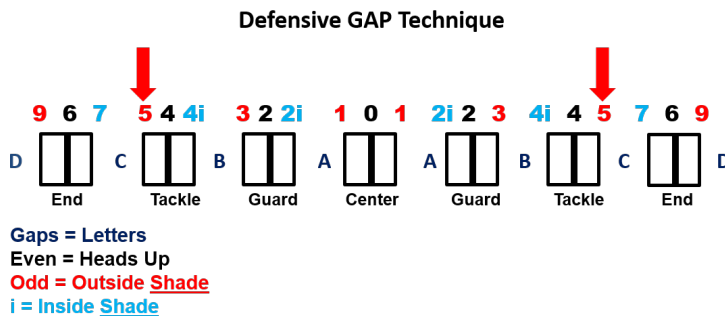 Defensive GAP Technique
9 6 7 5 4 4i 3 2 2i 1 0 1 2i 2 3 4i 4 5 7 6 9
D C B A A B C D
End Tackle Guard Center Guard Tackle End
Gaps = Letters
Even = Heads Up
Odd = Outside Shade
i = Inside Shade